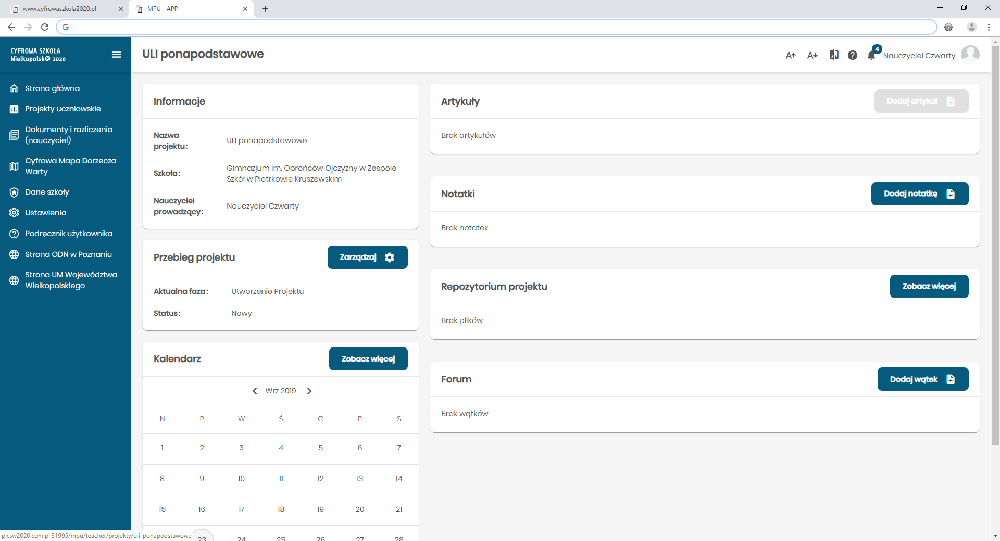 www.cyfrowaszkola2020.pl
MPU - APP
CYFROWA SZKOŁA
Wielkopolsk@ 2020
Strona główna
Projekty uczniowskie
Dokumenty i rozliczenia
(nauczyciel)
Cyfrowa Mapa Dorzecza
Warty
Dane szkoły
Ustawienia
Podręcznik użytkownika
Strona ODN w Poznaniu
Strona UM Województwa
Wielkopolskiego
ULI ponapodstawowe
4
Nauczyciel Czwarty
Informacje
Nazwa
projektu:
ULI ponapodstawowe
Szkoła:
Gimnazjum im. Obrońców Ojczyzny w Zespole
Szkół w Piotrkowie Kruszewskim
Nauczyciel
prowadzący:
Nauczyciel Czwarty
Przebieg projektu
Zarządzaj
Aktualna faza: Utworzenie Projektu
Status: Nowy
Kalendarz
Zobacz więcej
Wrz 2019
N P W Ś C P S
1 2 3 4 5 6 7
8 9 10 11 12 13 14
15 16 17 18 19 20 21
23 24 25 26 27 28
Artykuły
Dodaj artykuł
Brak artykułów
Notatki
Dodaj notatkę
Brak notatek
Repozytorium projektu
Zobacz więcej
Brak plików
Forum
Dodaj wątek
Brak wątków
p.csw2020.com.pl:31995/mpu/teacher/projekty/uli-ponapodstawowe